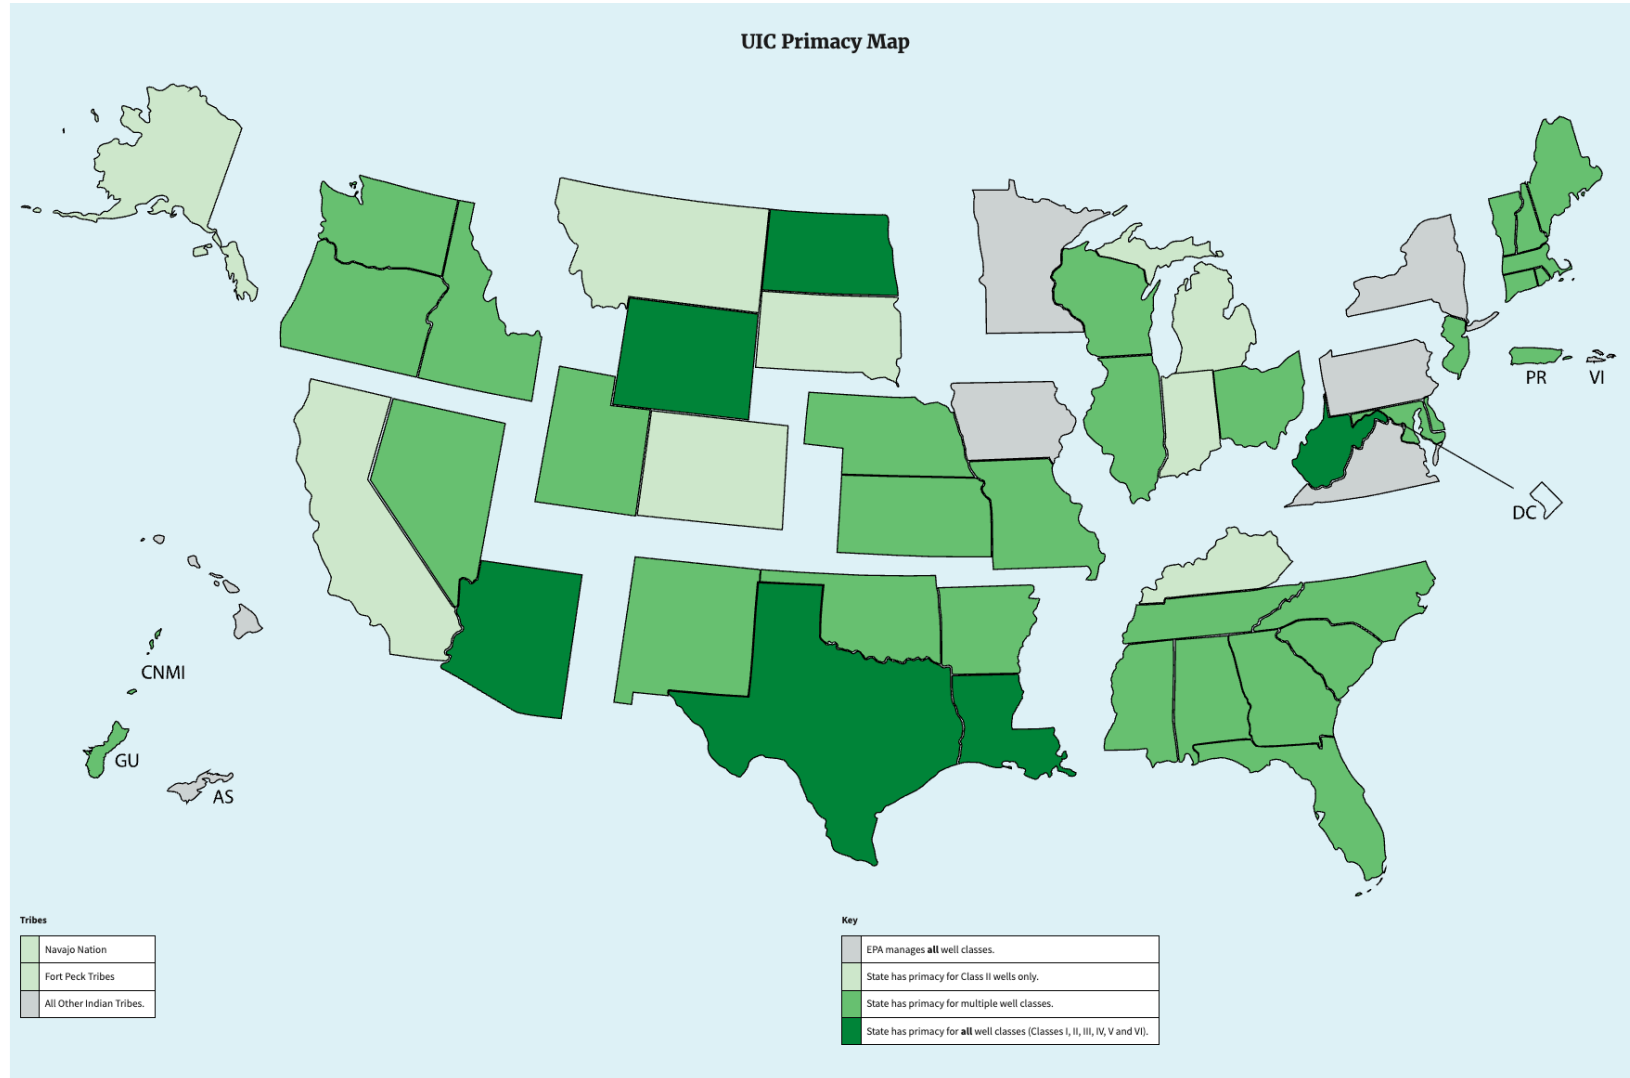 UIC Primacy Map
PR
VI
DC
CNMI
GU
AS
Tribes
Navajo Nation
Fort Peck Tribes
All Other Indian Tribes.
Key
EPA manages all well classes.
State has primacy for Class II wells only.
State has primacy for multiple well classes.
State has primacy for all well classes (Classes I, II, III, IV, V and VI).